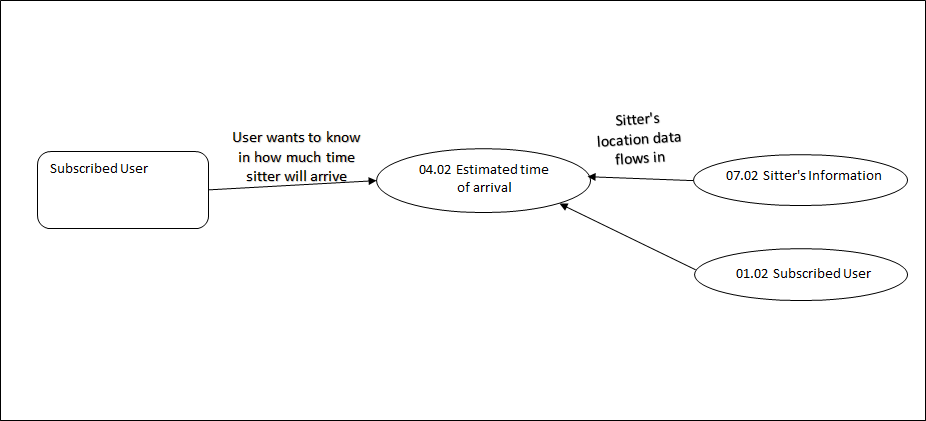 Subscribed User
User wants to know
in how much time
sitter will arrive
04.02 Estimated time
of arrival
Sitter's
location data
flows in
07.02 Sitter's Information
01.02 Subscribed User